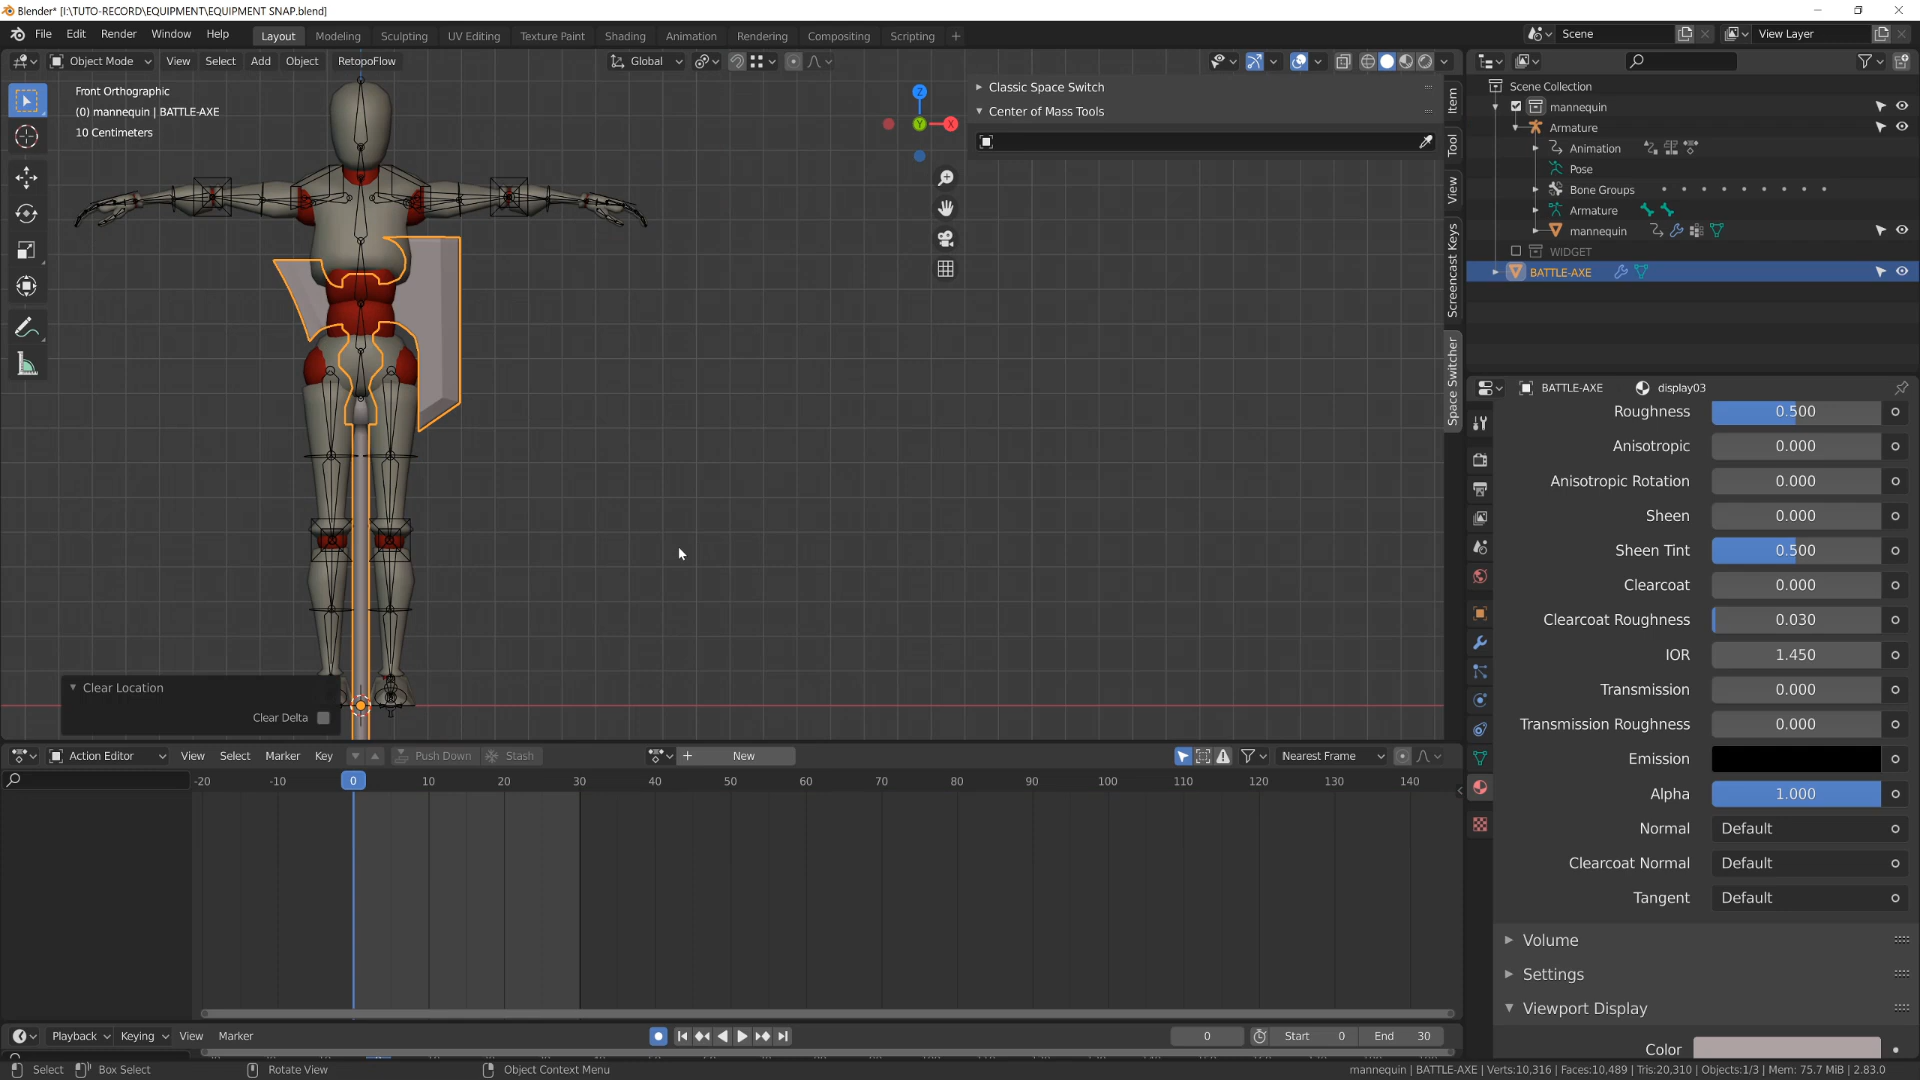 Blender* [I:\TUTO-RECORD\EQUIPMENT\EQUIPMENT SNAP.blend]
File Edit Render Window Help Layout Modeling Sculpting UV Editing Texture Paint Shading Animation Rendering Compositing Scripting Scene View Layer
Object Mode View Select Add Object RetopoFlow Global
Front Orthographic
(0) mannequin | BATTLE-AXE
10 Centimeters
Z
X
Y
Classic Space Switch
Center of Mass Tools
Item
Tool
View
Screencast Keys
Space Switcher
Scene Collection
mannequin
Armature
Animation
Pose
Bone Groups
Armature
mannequin
WIDGET
BATTLE-AXE
BATTLE-AXE display03
Roughness 0.500
Anisotropic 0.000
Anisotropic Rotation 0.000
Sheen 0.000
Sheen Tint 0.500
Clearcoat 0.000
Clearcoat Roughness 0.030
IOR 1.450
Transmission 0.000
Transmission Roughness 0.000
Emission
Alpha 1.000
Normal Default
Clearcoat Normal Default
Tangent Default
Volume
Settings
Viewport Display
Color
Clear Location
Clear Delta
Action Editor View Select Marker Key Push Down Stash New Nearest Frame
-20 -10 0 10 20 30 40 50 60 70 80 90 100 110 120 130 140
Playback Keying View Marker 0 Start 0 End 30
Select Box Select Rotate View Object Context Menu mannequin | BATTLE-AXE | Verts:10,316 | Faces:10,489 | Tris:20,310 | Objects:1/3 | Mem: 75.7 MiB | 2.83.0